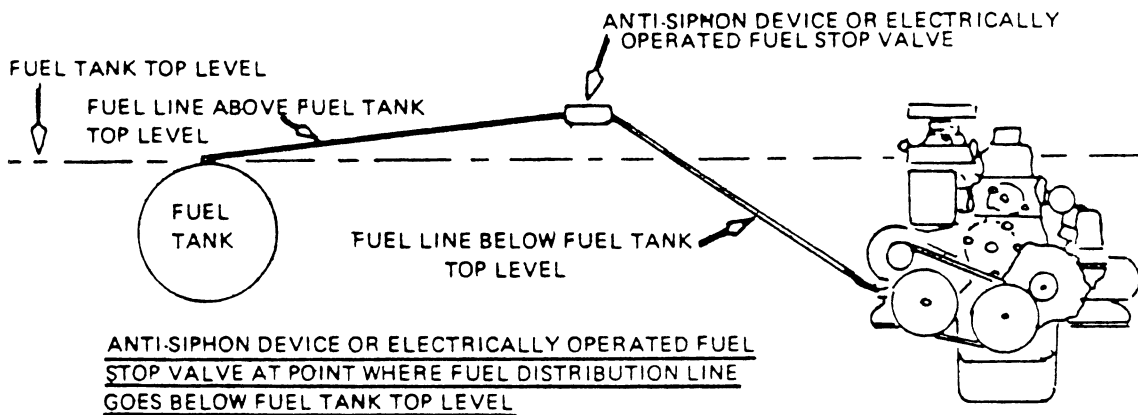 ANTI-SIPHON DEVICE OR ELECTRICALLY
OPERATED FUEL STOP VALVE
FUEL TANK TOP LEVEL
FUEL LINE ABOVE FUEL TANK
TOP LEVEL
FUEL
TANK
FUEL LINE BELOW FUEL TANK
TOP LEVEL
ANTI-SIPHON DEVICE OR ELECTRICALLY OPERATED FUEL
STOP VALVE AT POINT WHERE FUEL DISTRIBUTION LINE
GOES BELOW FUEL TANK TOP LEVEL